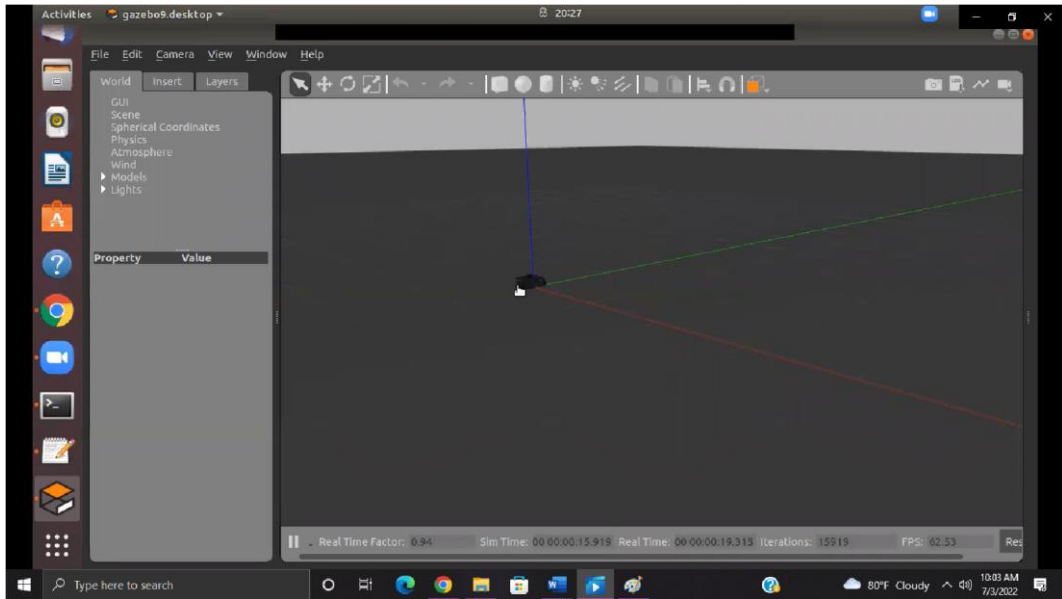 Activities gazebo9.desktop 20:27
File Edit Camera View Window Help
World Insert Layers
GUI
Scene
Spherical Coordinates
Physics
Atmosphere
Wind
Models
Lights
Property Value
Real Time Factor: 0.94 Sim Time: 00 00:00:15.919 Real Time: 00 00:00:19.315 Iterations: 15919 FPS: 62.53 Res
Type here to search 80°F Cloudy 10:03 AM
7/3/2022